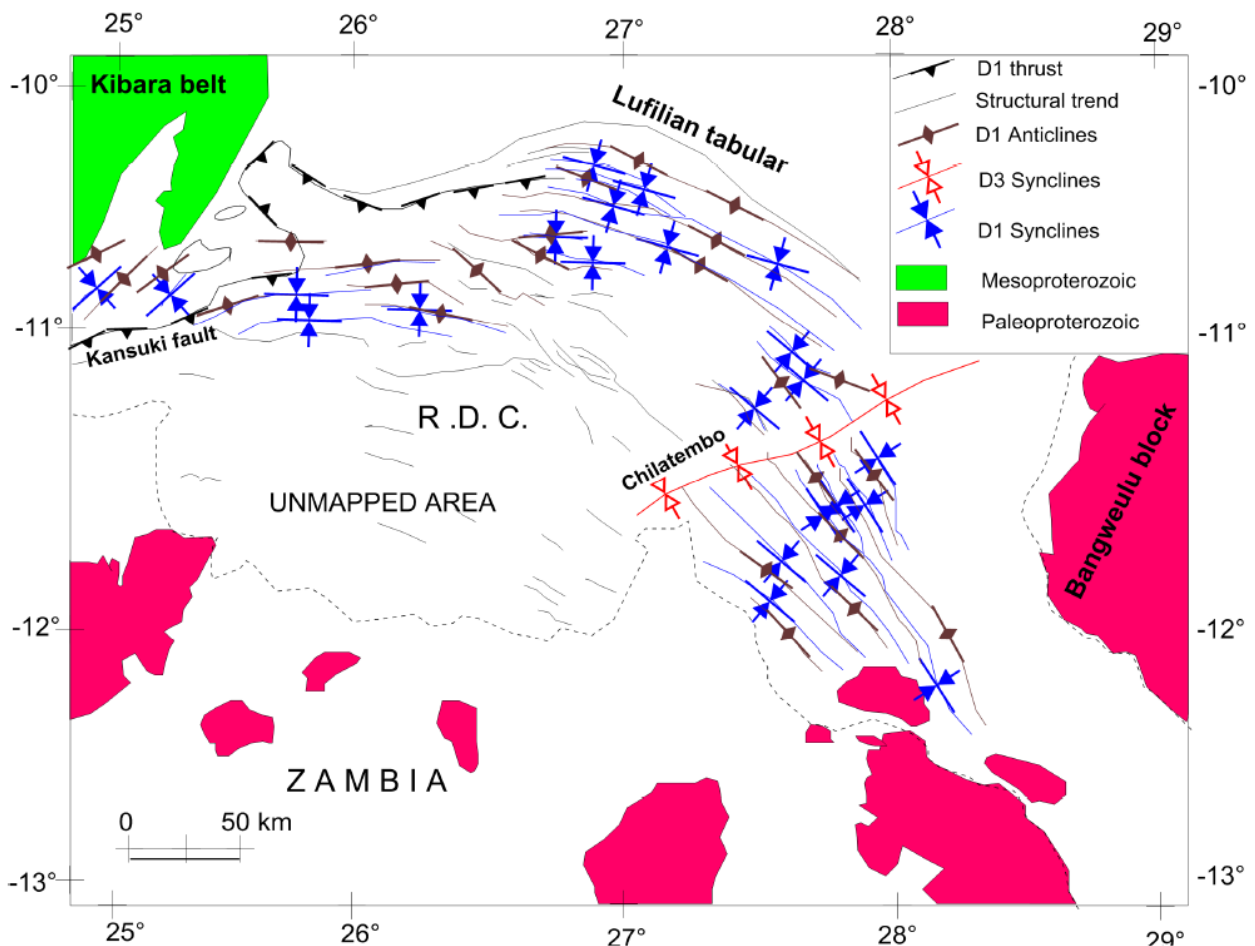 25° 26° 27° 28° 29°
-10° -10°
Kibara belt
Lufilian tabular
D1 thrust
Structural trend
D1 Anticlines
D3 Synclines
D1 Synclines
Mesoproterozoic
Paleoproterozoic
-11° -11°
Kansuki fault
R .D. C.
Chilatembo
UNMAPPED AREA
Bangweulu block
-12° -12°
ZAMBIA
0 50 km
-13° -13°
25° 26° 27° 28° 29°